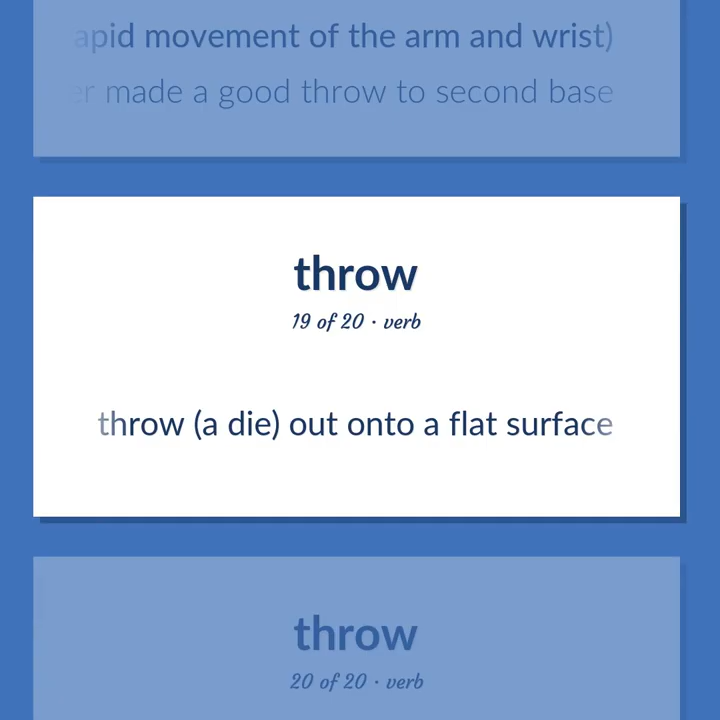 apid movement of the arm and wrist)
er made a good throw to second base
throw
19 of 20 · verb
throw (a die) out onto a flat surface
throw
20 of 20 · verb